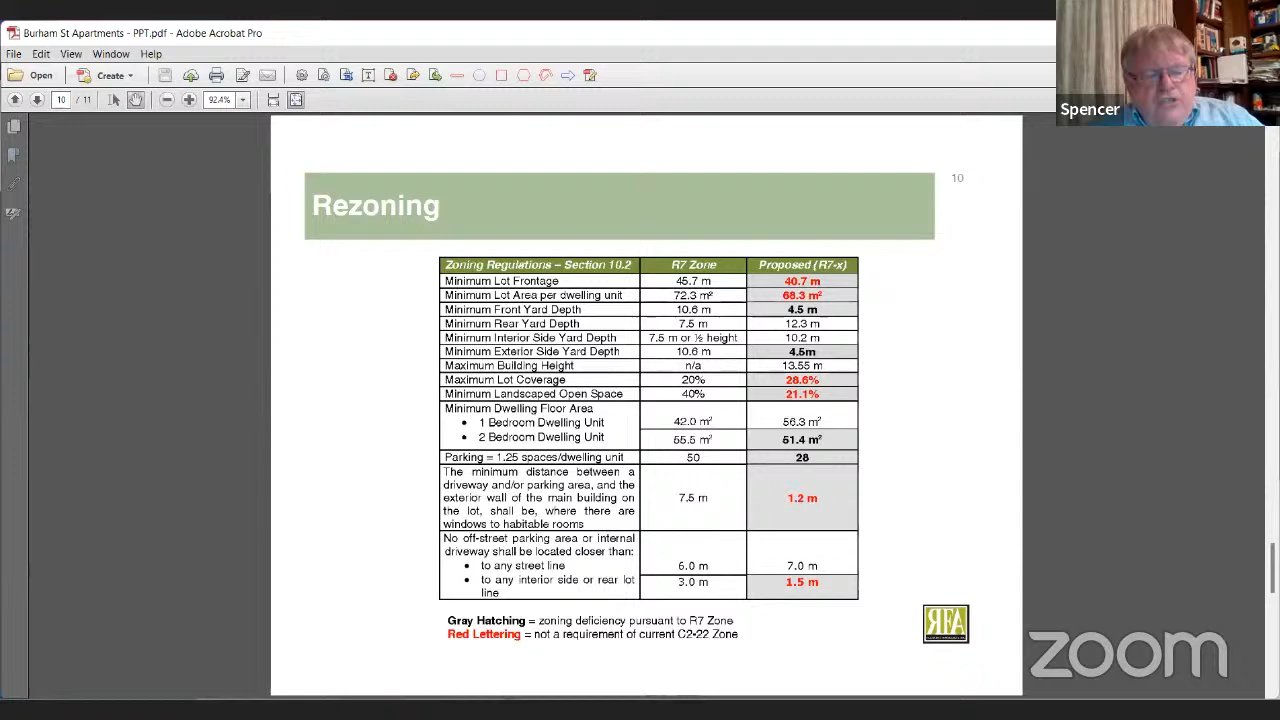 Burham St Apartments - PPT.pdf - Adobe Acrobat Pro
File Edit View Window Help
Open Create
10 / 11 92.4%
Spencer
10
Rezoning
Zoning Regulations – Section 10.2 R7 Zone Proposed (R7-x)
Minimum Lot Frontage 45.7 m 40.7 m
Minimum Lot Area per dwelling unit 72.3 m² 68.3 m²
Minimum Front Yard Depth 10.6 m 4.5 m
Minimum Rear Yard Depth 7.5 m 12.3 m
Minimum Interior Side Yard Depth 7.5 m or ½ height 10.2 m
Minimum Exterior Side Yard Depth 10.6 m 4.5m
Maximum Building Height n/a 13.55 m
Maximum Lot Coverage 20% 28.6%
Minimum Landscaped Open Space 40% 21.1%
Minimum Dwelling Floor Area
• 1 Bedroom Dwelling Unit 42.0 m² 56.3 m²
• 2 Bedroom Dwelling Unit 55.5 m² 51.4 m²
Parking = 1.25 spaces/dwelling unit 50 28
The minimum distance between a
driveway and/or parking area, and the
exterior wall of the main building on 7.5 m 1.2 m
the lot, shall be, where there are
windows to habitable rooms
No off-street parking area or internal
driveway shall be located closer than:
• to any street line 6.0 m 7.0 m
• to any interior side or rear lot 3.0 m 1.5 m
line
Gray Hatching = zoning deficiency pursuant to R7 Zone
Red Lettering = not a requirement of current C2-22 Zone
RFA
zoom